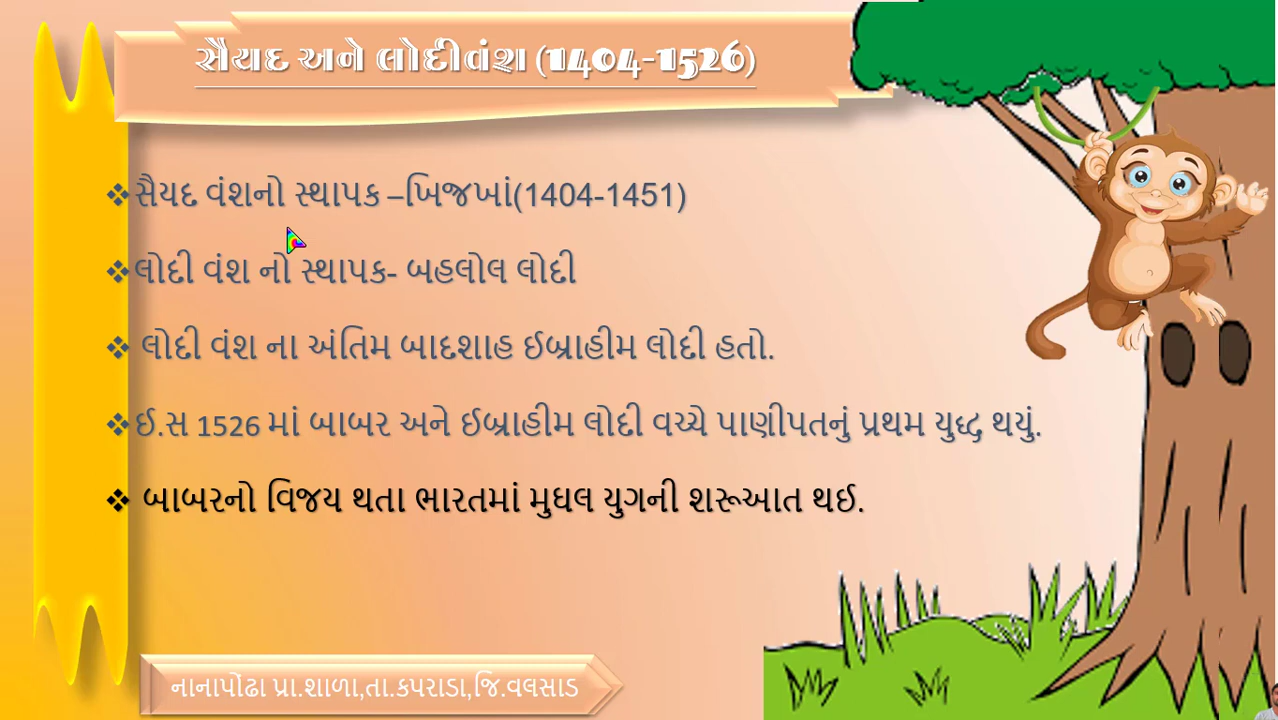 સૈયદ અને લોદીવંશ (1404-1526)
❖સૈયદ વંશનો સ્થાપક –ખિજખાં(1404-1451)
❖લોદી વંશ નો સ્થાપક- બહલોલ લોદી
❖ લોદી વંશ ના અંતિમ બાદશાહ ઈબ્રાહીમ લોદી હતો.
❖ઈ.સ 1526 માં બાબર અને ઈબ્રાહીમ લોદી વચ્ચે પાણીપતનું પ્રથમ યુદ્ધ થયું.
❖ બાબરનો વિજય થતા ભારતમાં મુઘલ યુગની શરૂઆત થઈ.
નાનાપોંઢા પ્રા.શાળા,તા.કપરાડા,જિ.વલસાડ